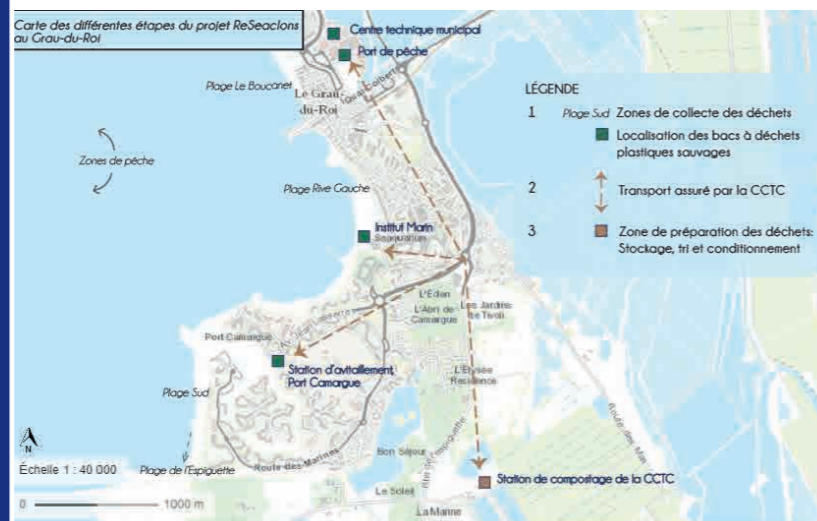 Carte des différentes étapes du projet ReSeaclons
au Grau-du-Roi
Centre technique municipal
Port de pêche
Plage Le Boucanet
Le Grau-
du-Roi
Zones de pêche
Plage Rive Gauche
Institut Marin
Seaquarium
LÉGENDE
1 Plage Sud Zones de collecte des déchets
Localisation des bacs à déchets
plastiques sauvages
2 Transport assuré par la CCTC
3 Zone de préparation des déchets:
Stockage, tri et conditionnement
L'Eden
L'Abri de
Camargue
Les Jardins
de Tivoli
Port Camargue
Station d'avitaillement,
Port Camargue
L'Elysée
Résidence
Plage Sud
Plage de l'Espiguette
Route des Marines
Bon Séjour
Route des Mar
N
Échelle 1 : 40 000
0 1000 m
Le Soleil
Station de compostage de la CCTC
La Marine